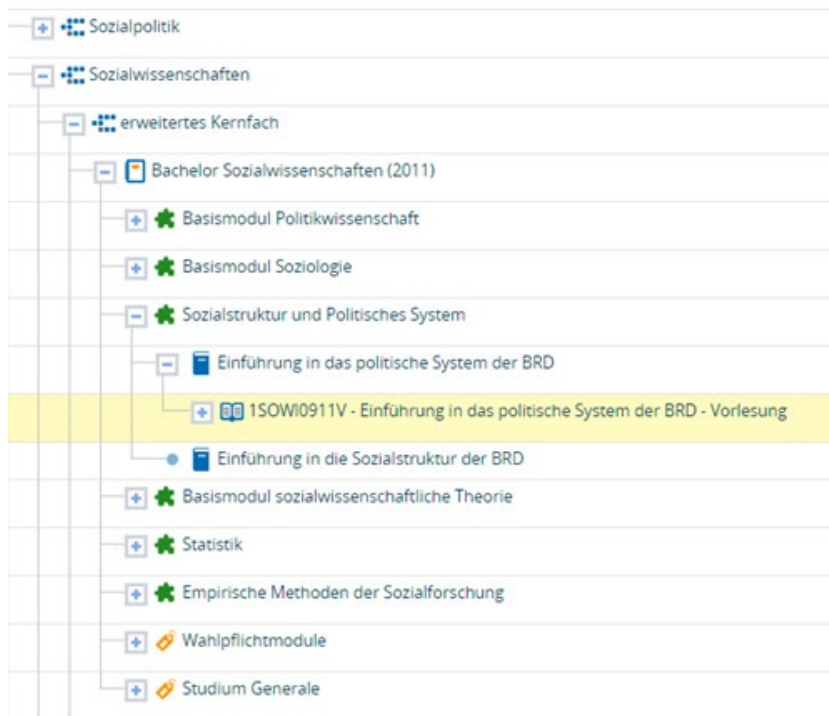 Sozialpolitik
Sozialwissenschaften
erweitertes Kernfach
Bachelor Sozialwissenschaften (2011)
Basismodul Politikwissenschaft
Basismodul Soziologie
Sozialstruktur und Politisches System
Einführung in das politische System der BRD
1SOWI0911V - Einführung in das politische System der BRD - Vorlesung
Einführung in die Sozialstruktur der BRD
Basismodul sozialwissenschaftliche Theorie
Statistik
Empirische Methoden der Sozialforschung
Wahlpflichtmodule
Studium Generale